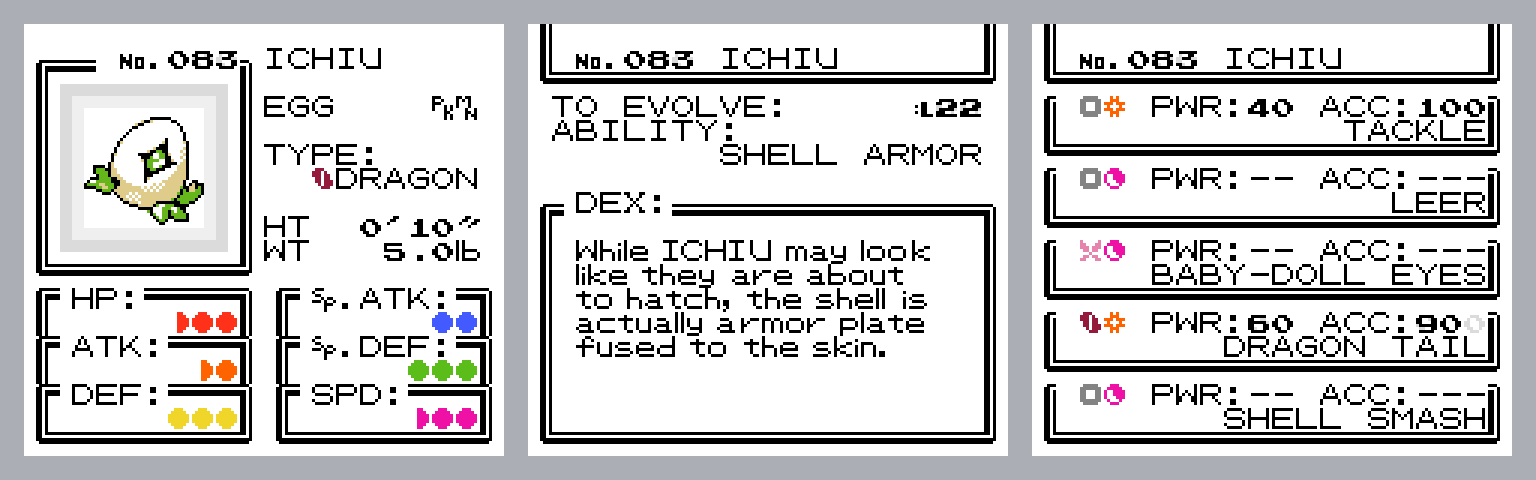 No.083 ICHIU
EGG PKMN
TYPE:
DRAGON
HT 0'10"
WT 5.0lb
HP:
ATK:
DEF:
Sp.ATK:
Sp.DEF:
SPD:
No.083 ICHIU
TO EVOLVE: :L22
ABILITY:
SHELL ARMOR
DEX:
While ICHIU may look
like they are about
to hatch, the shell is
actually armor plate
fused to the skin.
No.083 ICHIU
PWR:40 ACC:100
TACKLE
PWR:-- ACC:---
LEER
PWR:-- ACC:---
BABY-DOLL EYES
PWR:60 ACC:900
DRAGON TAIL
PWR:-- ACC:---
SHELL SMASH